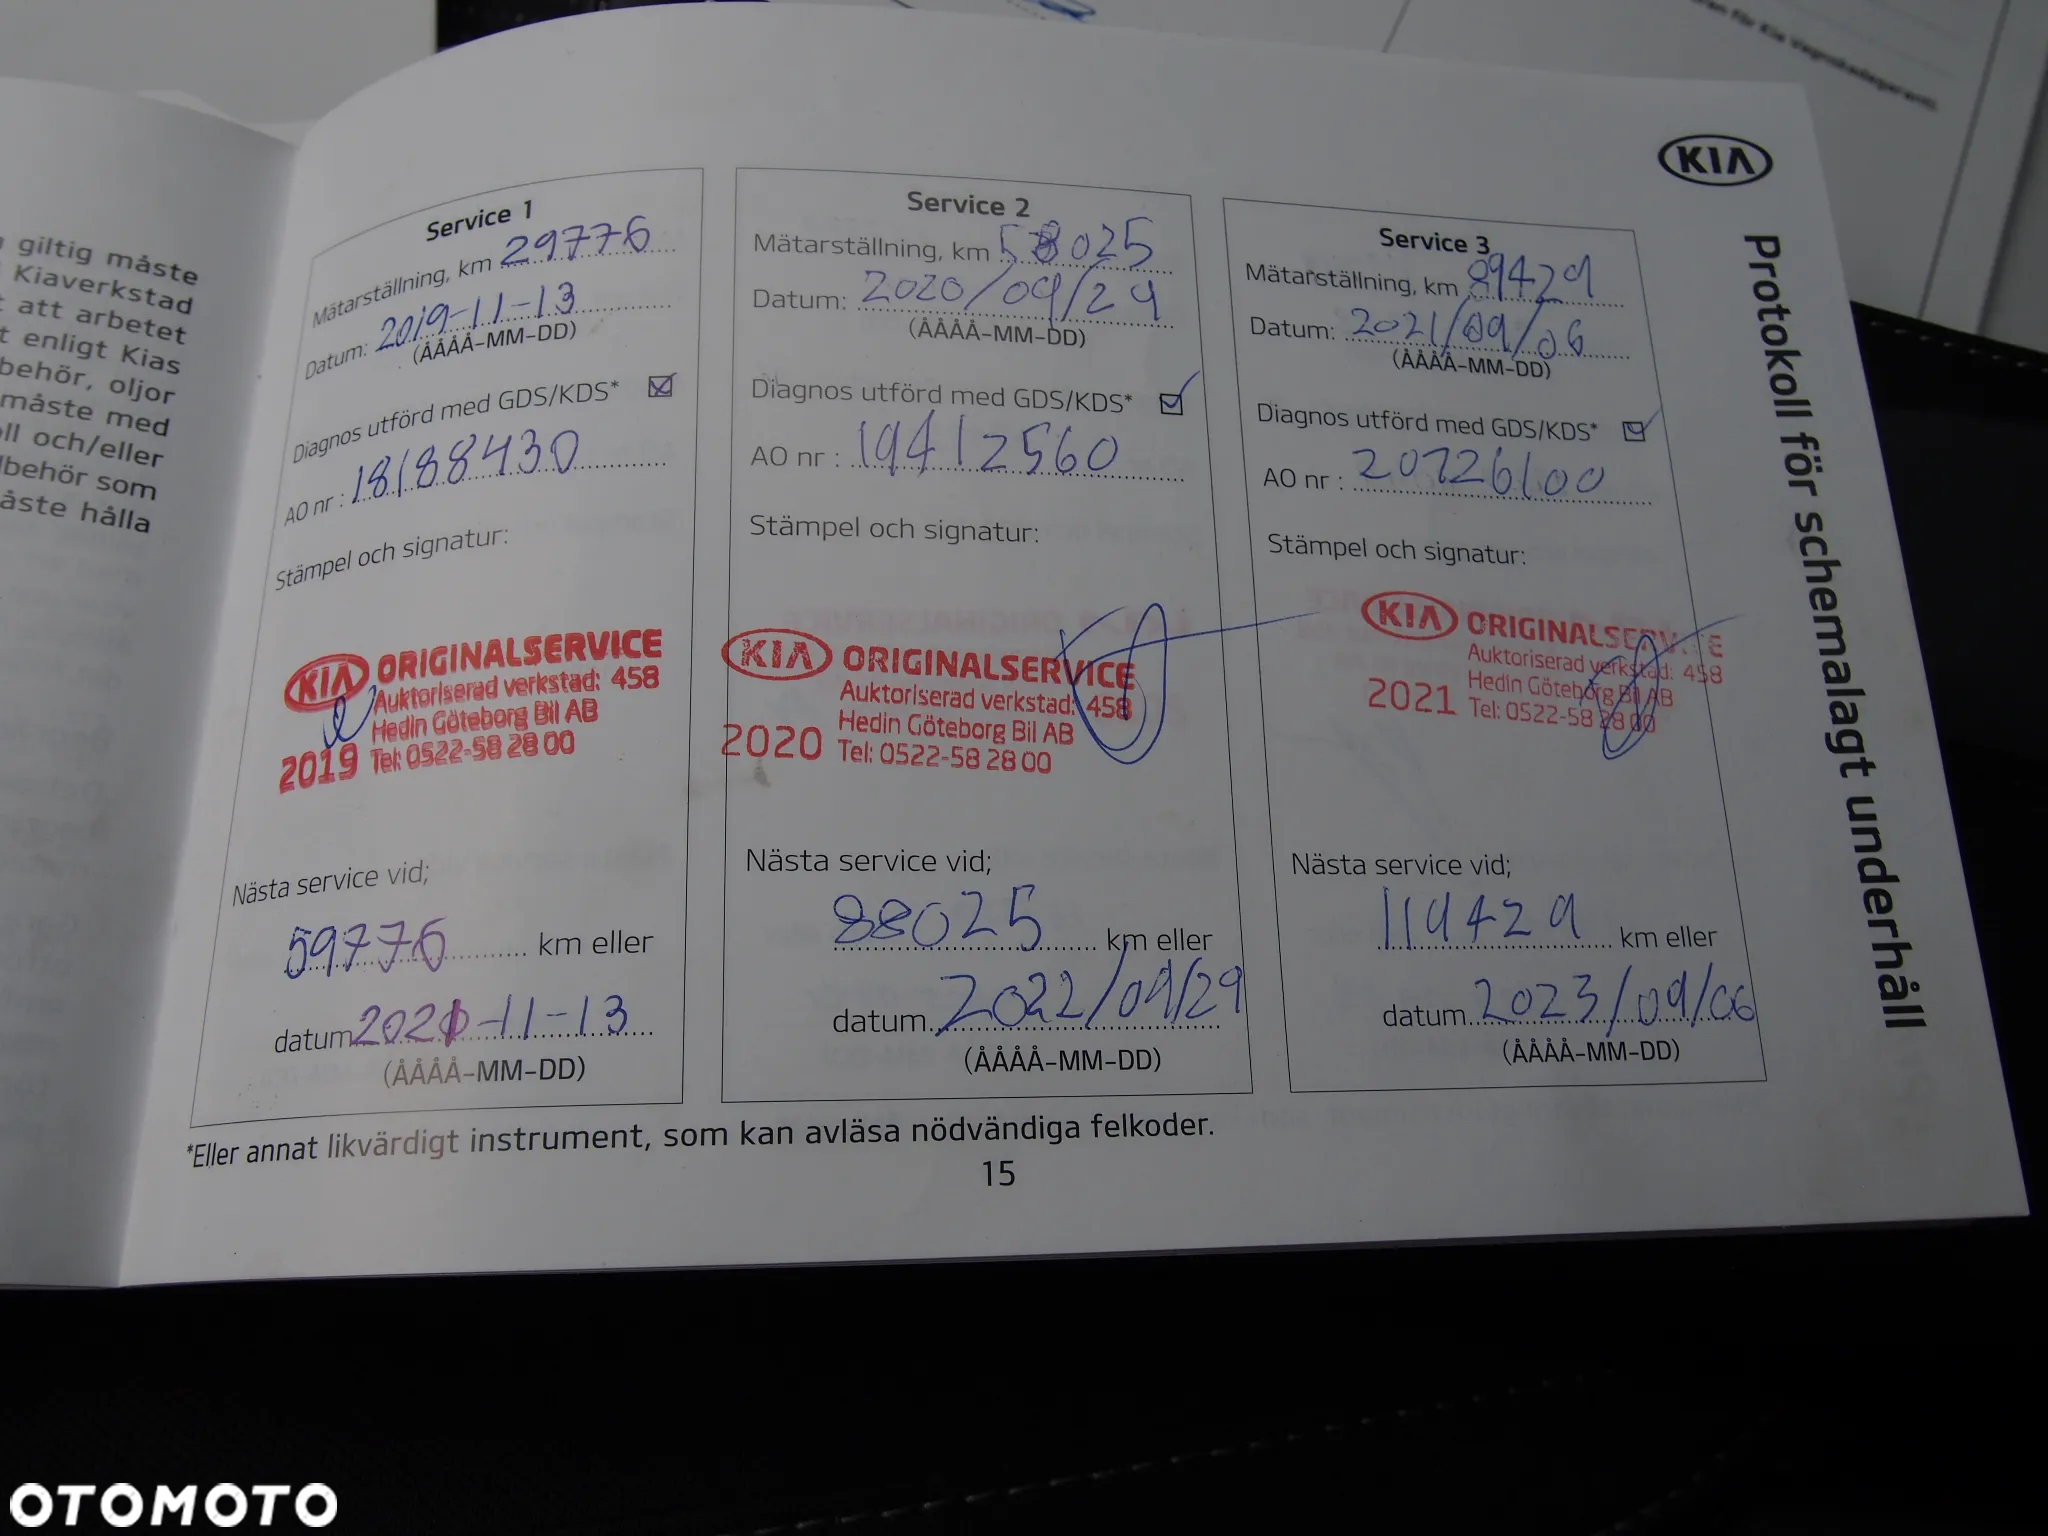 giltig måste
Kiaverkstad
att arbetet
enligt Kias
behör, oljor
måste med
och/eller
som
hålla
KIA
Protokoll för schemalagt underhåll
Service 1
Mätarställning, km 29776
Datum: 2019-11-13
(ÅÅÅÅ-MM-DD)
Diagnos utförd med GDS/KDS*
AO nr : 18188430
Stämpel och signatur:
KIA ORIGINALSERVICE
Auktoriserad verkstad: 458
Hedin Göteborg Bil AB
2019 Tel: 0522-58 28 00
Nästa service vid;
59776 km eller
datum 2021-11-13
(ÅÅÅÅ-MM-DD)
Service 2
Mätarställning, km 58025
Datum: 2020/09/29
(ÅÅÅÅ-MM-DD)
Diagnos utförd med GDS/KDS*
AO nr : 19412560
Stämpel och signatur:
KIA ORIGINALSERVICE
Auktoriserad verkstad: 458
Hedin Göteborg Bil AB
2020 Tel: 0522-58 28 00
Nästa service vid;
88025 km eller
datum 2022/09/29
(ÅÅÅÅ-MM-DD)
Service 3
Mätarställning, km 89429
Datum: 2021/09/06
(ÅÅÅÅ-MM-DD)
Diagnos utförd med GDS/KDS*
AO nr : 20726100
Stämpel och signatur:
KIA ORIGINALSERVICE
Auktoriserad verkstad: 458
Hedin Göteborg Bil AB
2021 Tel: 0522-58 28 00
Nästa service vid;
119429 km eller
datum 2023/09/06
(ÅÅÅÅ-MM-DD)
*Eller annat likvärdigt instrument, som kan avläsa nödvändiga felkoder.
15
OTOMOTO